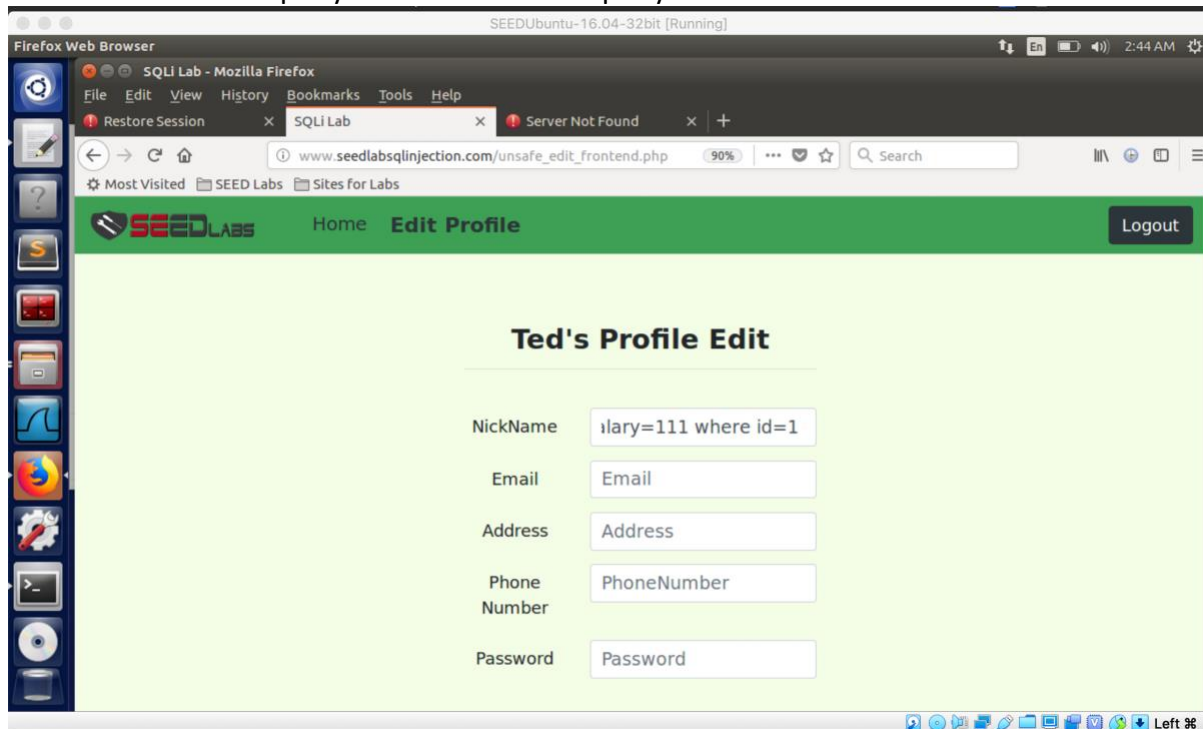 SEEDUbuntu-16.04-32bit [Running]
Firefox Web Browser En 2:44 AM
SQLi Lab - Mozilla Firefox
File Edit View History Bookmarks Tools Help
Restore Session SQLi Lab Server Not Found
www.seedlabsqlinjection.com/unsafe_edit_frontend.php 90% Search
Most Visited SEED Labs Sites for Labs
SEEDLABS Home Edit Profile Logout
Ted's Profile Edit
NickName alary=111 where id=1
Email Email
Address Address
Phone Number PhoneNumber
Password Password
Left ⌘